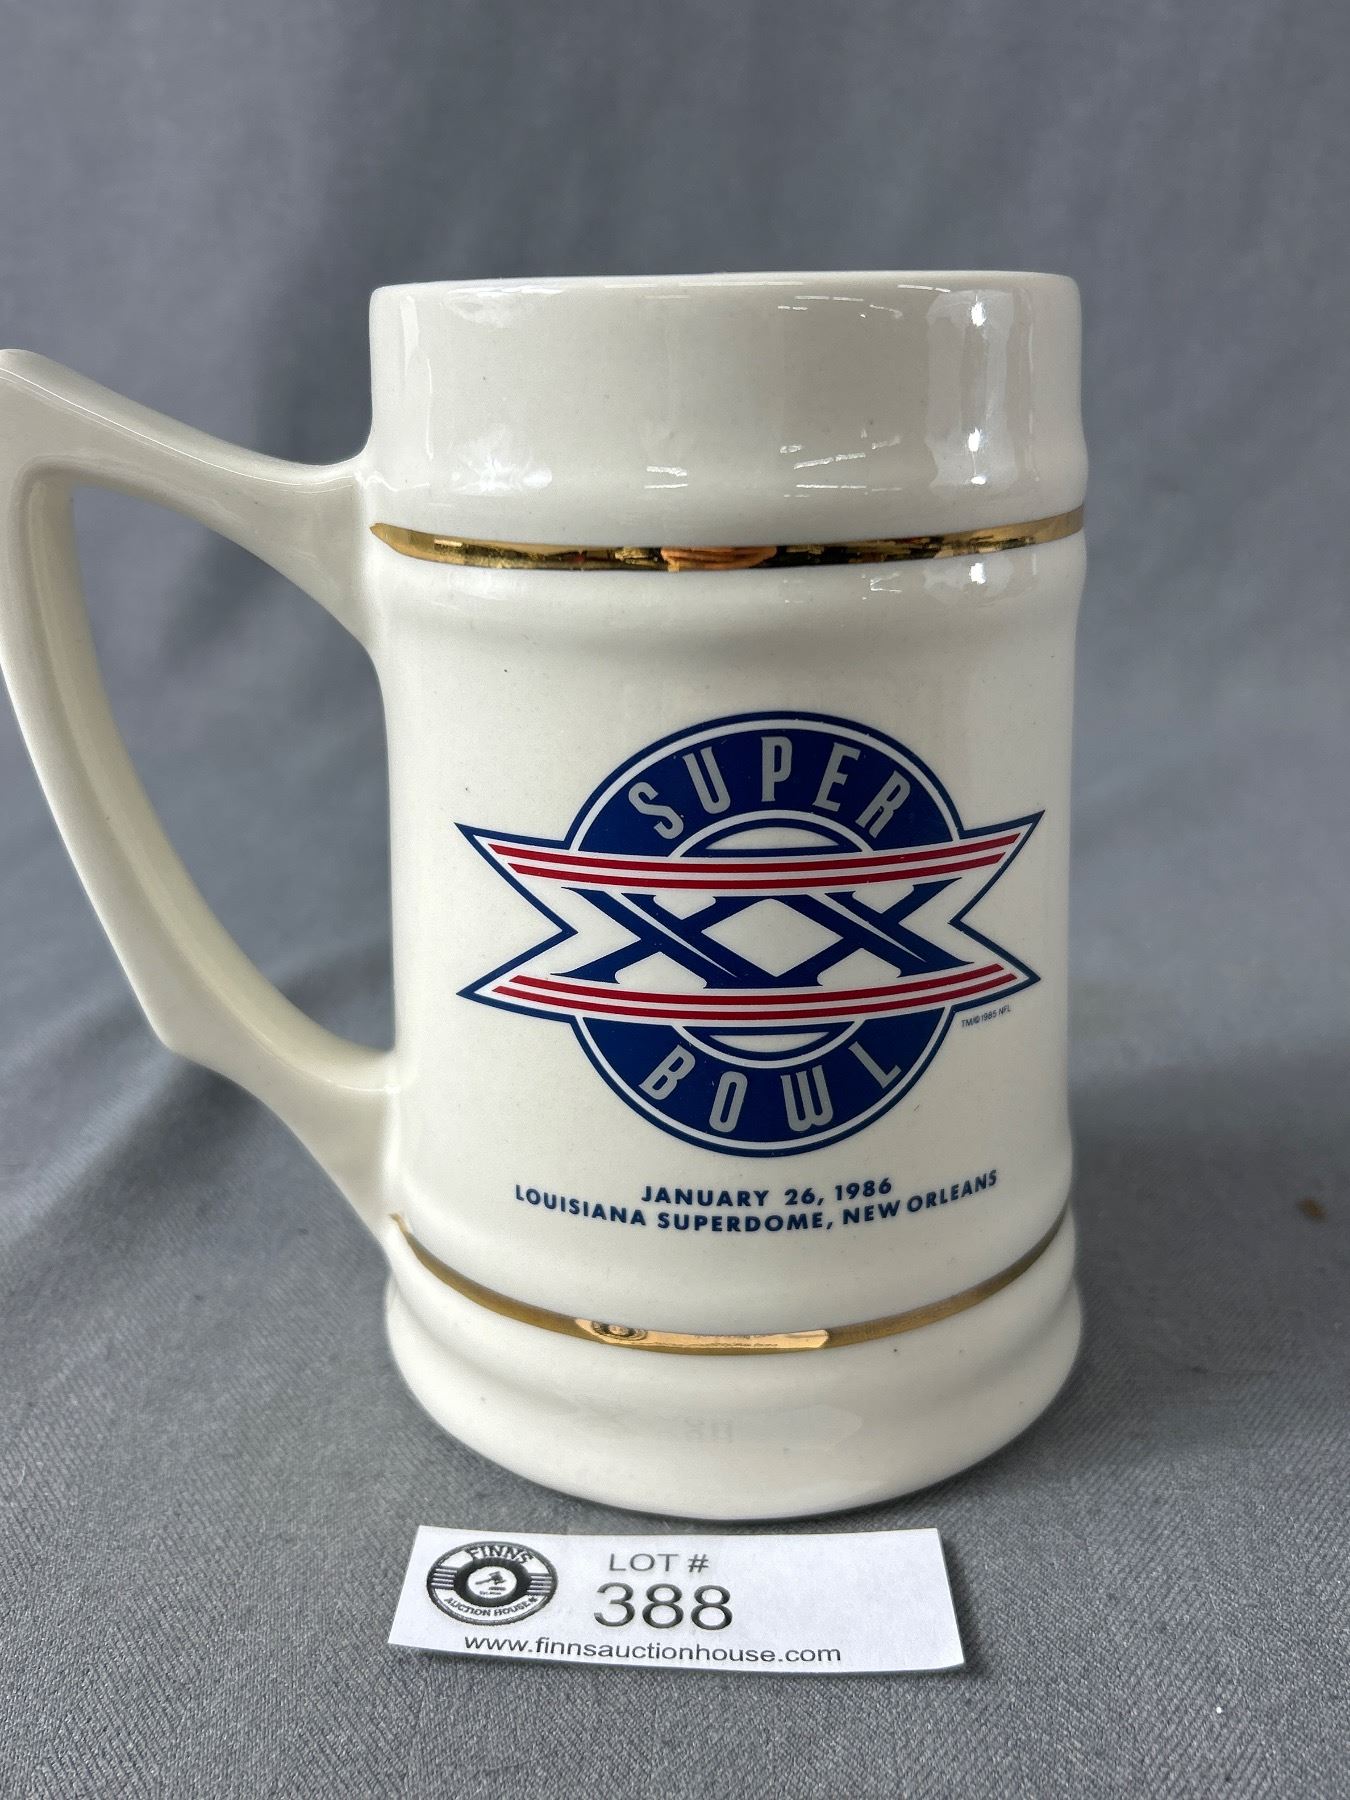 SUPER
XX
BOWL
TM/© 1985 NFL
JANUARY 26, 1986
LOUISIANA SUPERDOME, NEW ORLEANS
FINNS
AUCTION HOUSE
LOT #
388
www.finnsauctionhouse.com